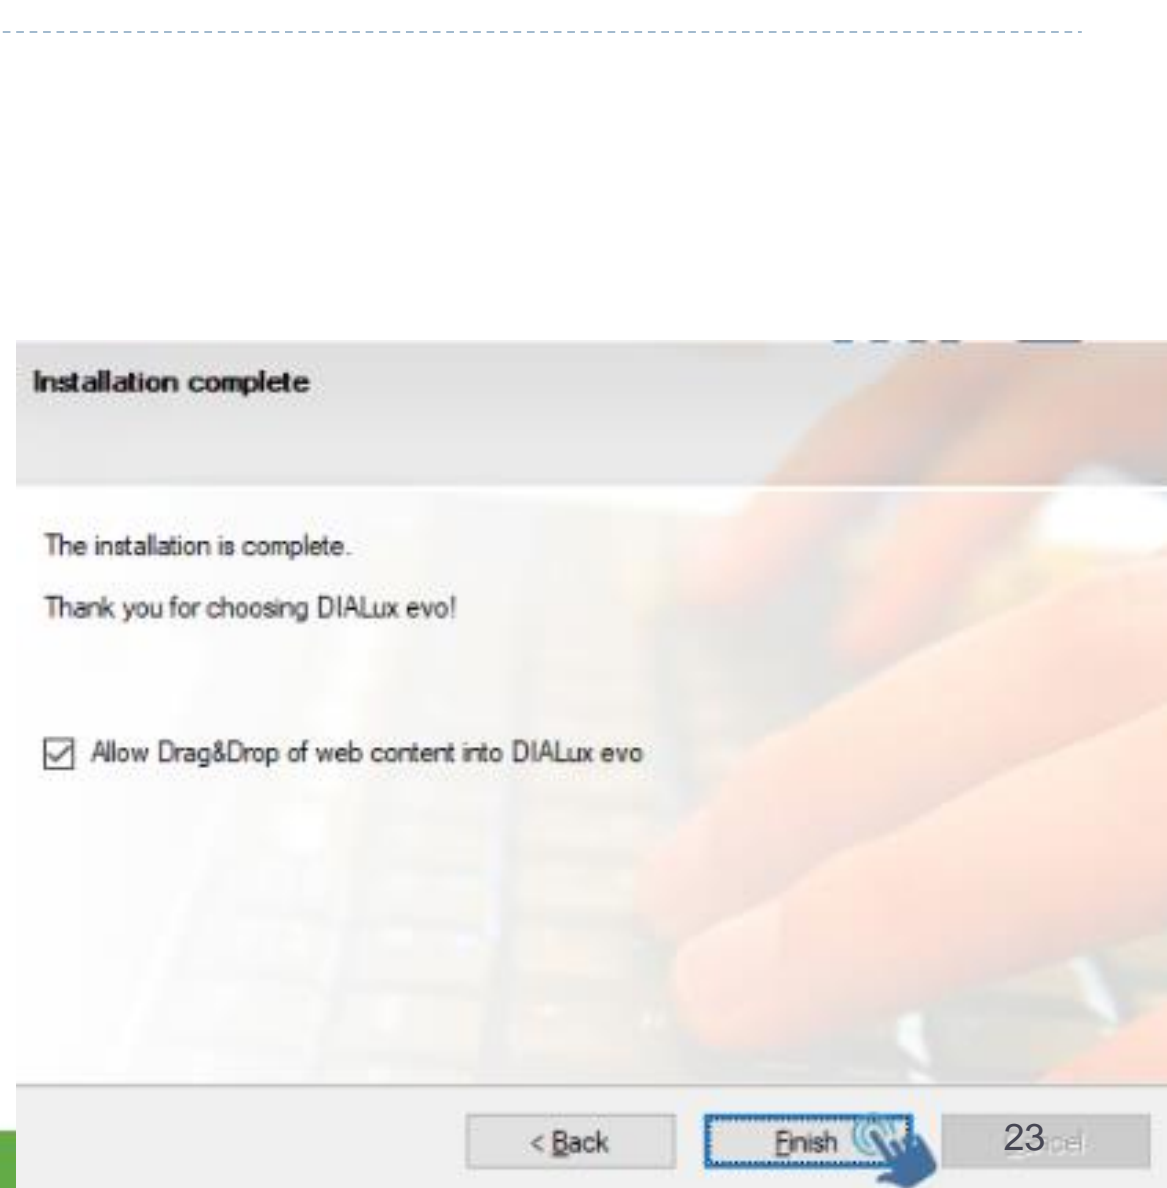 Installation complete
The installation is complete.
Thank you for choosing DIALux evo!
Allow Drag&Drop of web content into DIALux evo
< Back
Finish
23